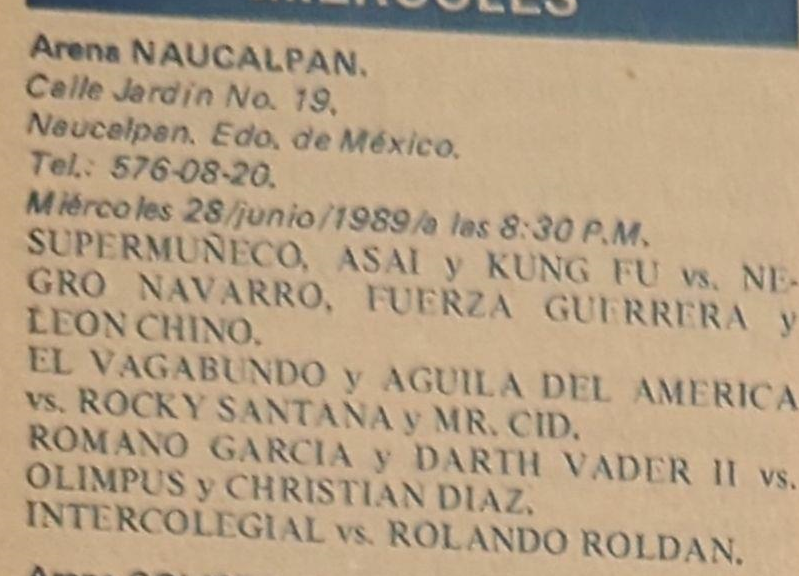 MIÉRCOLES
Arena NAUCALPAN.
Calle Jardín No. 19,
Naucalpan. Edo. de México.
Tel.: 576-08-20.
Miércoles 28/junio/1989/a las 8:30 P.M.
SUPERMUÑECO, ASAI y KUNG FU vs. NE-
GRO NAVARRO, FUERZA GUERRERA y
LEON CHINO.
EL VAGABUNDO y AGUILA DEL AMERICA
vs. ROCKY SANTANA y MR. CID.
ROMANO GARCIA y DARTH VADER II vs.
OLIMPUS y CHRISTIAN DIAZ.
INTERCOLEGIAL vs. ROLANDO ROLDAN.
Arena